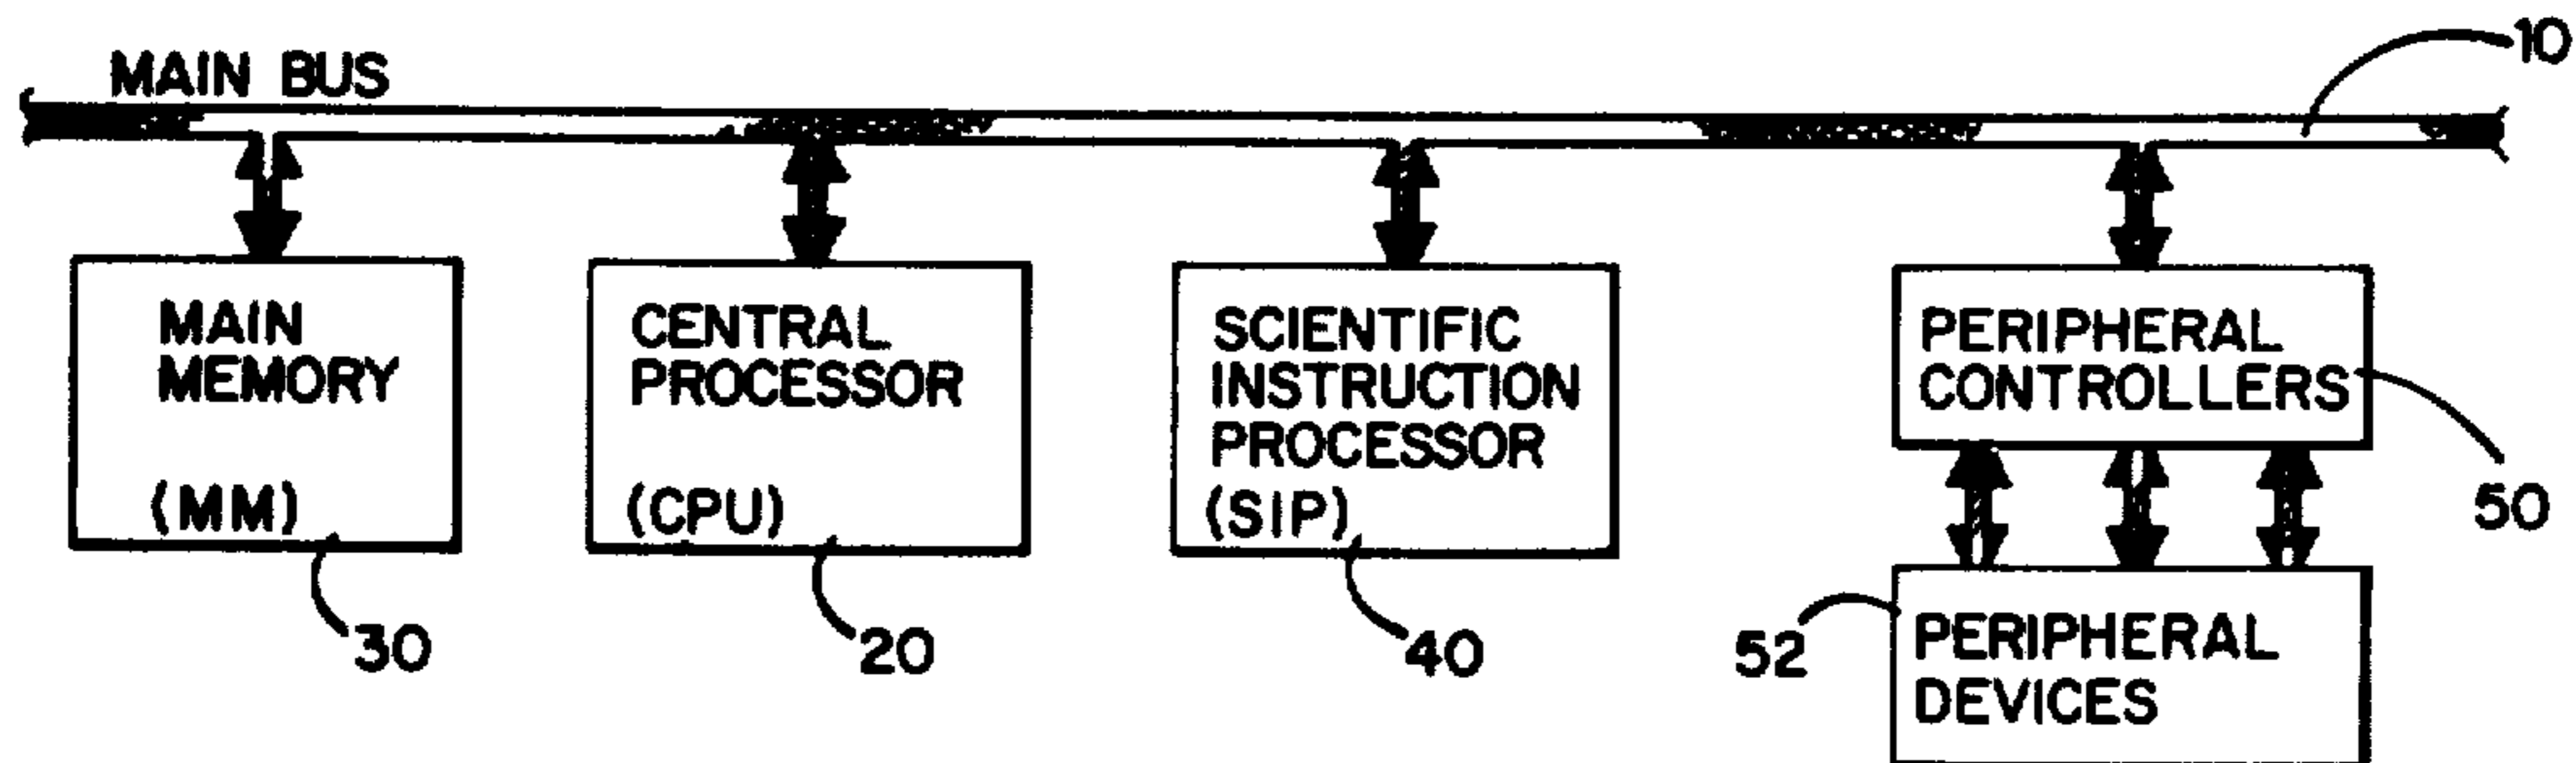 MAIN BUS
10
MAIN
MEMORY
(MM)
30
CENTRAL
PROCESSOR
(CPU)
20
SCIENTIFIC
INSTRUCTION
PROCESSOR
(SIP)
40
PERIPHERAL
CONTROLLERS
50
52
PERIPHERAL
DEVICES